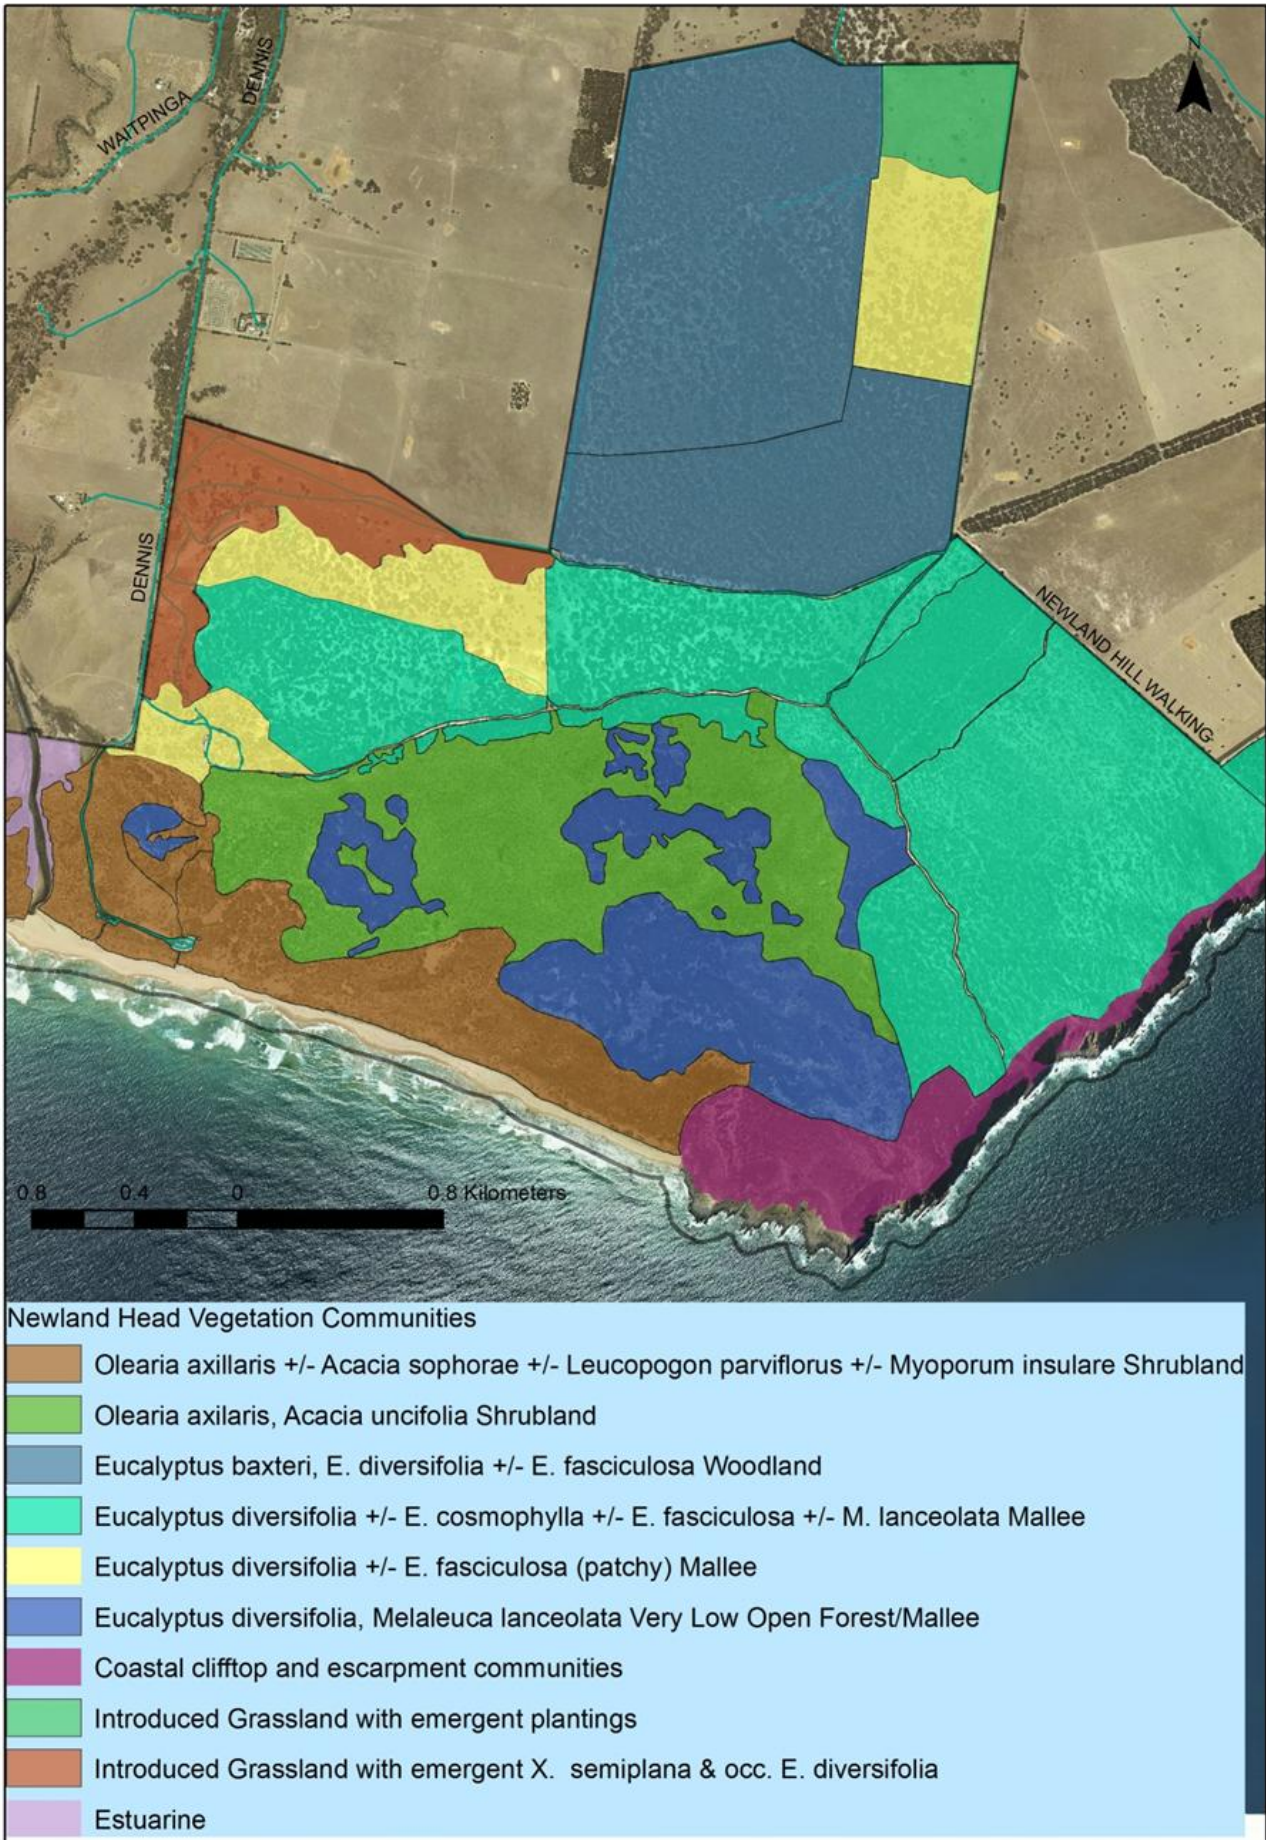 N
WAITPINGA
DENNIS
DENNIS
NEWLAND HILL WALKING
0.8 0.4 0 0.8 Kilometers
Newland Head Vegetation Communities
Olearia axillaris +/- Acacia sophorae +/- Leucopogon parviflorus +/- Myoporum insulare Shrubland
Olearia axilaris, Acacia uncifolia Shrubland
Eucalyptus baxteri, E. diversifolia +/- E. fasciculosa Woodland
Eucalyptus diversifolia +/- E. cosmophylla +/- E. fasciculosa +/- M. lanceolata Mallee
Eucalyptus diversifolia +/- E. fasciculosa (patchy) Mallee
Eucalyptus diversifolia, Melaleuca lanceolata Very Low Open Forest/Mallee
Coastal clifftop and escarpment communities
Introduced Grassland with emergent plantings
Introduced Grassland with emergent X. semiplana & occ. E. diversifolia
Estuarine